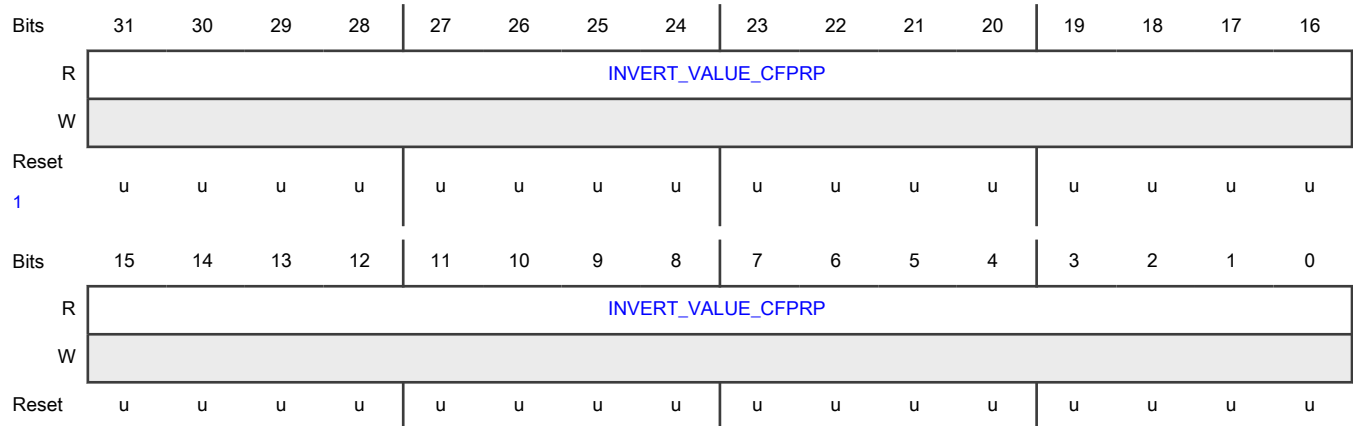 Bits 31 30 29 28 27 26 25 24 23 22 21 20 19 18 17 16
R INVERT_VALUE_CFPRP
W
Reset
1 u u u u u u u u u u u u u u u u
Bits 15 14 13 12 11 10 9 8 7 6 5 4 3 2 1 0
R INVERT_VALUE_CFPRP
W
Reset u u u u u u u u u u u u u u u u